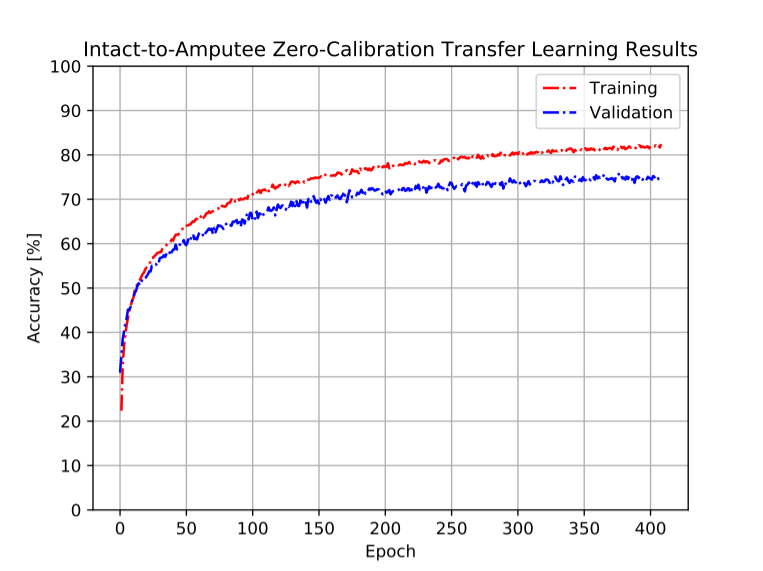 Intact-to-Amputee Zero-Calibration Transfer Learning Results
100
90
80
70
60
50
40
30
20
10
0
Accuracy [%]
Training
Validation
0 50 100 150 200 250 300 350 400
Epoch